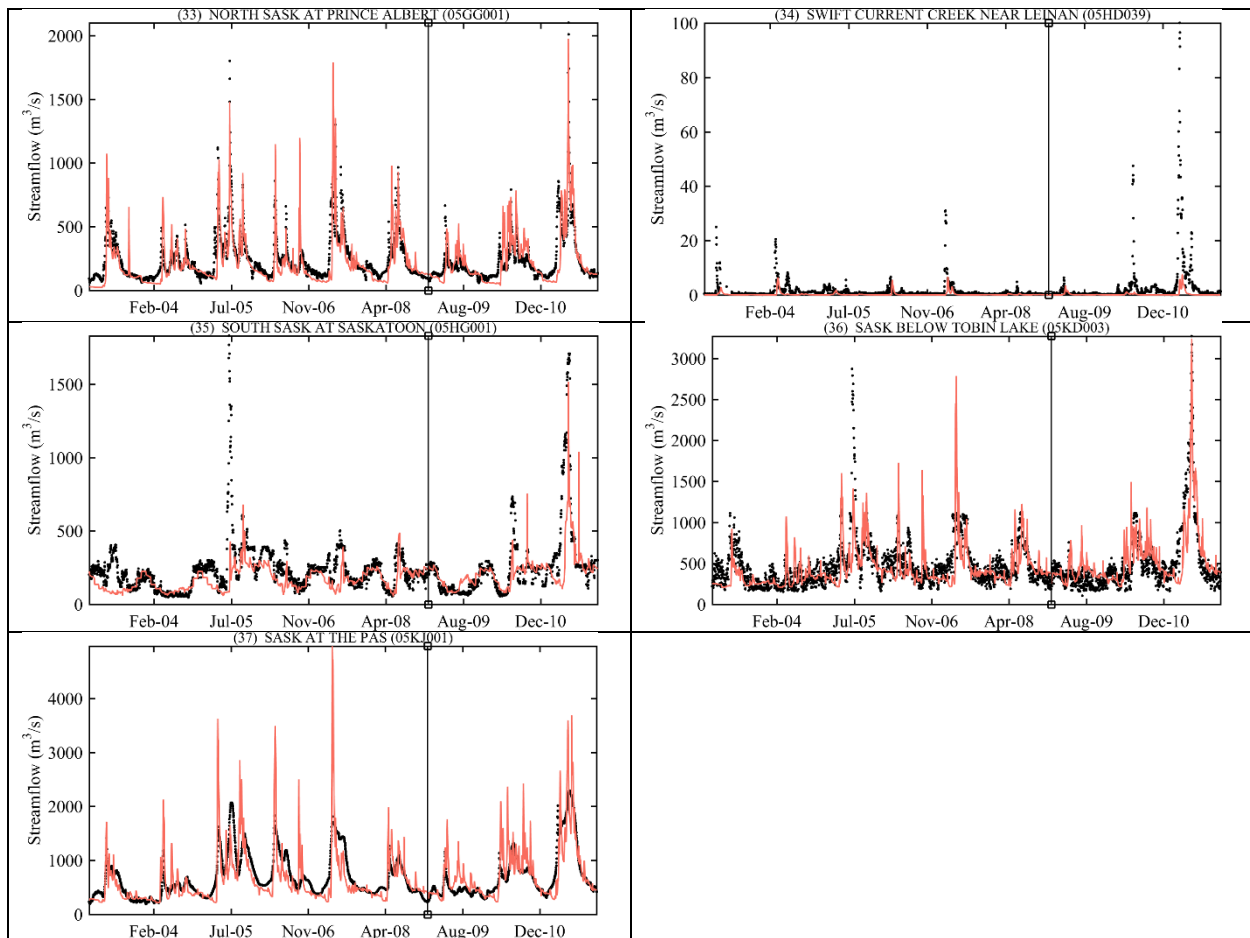 (33) NORTH SASK AT PRINCE ALBERT (05GG001)
2000
1500
1000
500
0
Streamflow (m³/s)
Feb-04 Jul-05 Nov-06 Apr-08 Aug-09 Dec-10
(34) SWIFT CURRENT CREEK NEAR LEINAN (05HD039)
100
80
60
40
20
0
Streamflow (m³/s)
Feb-04 Jul-05 Nov-06 Apr-08 Aug-09 Dec-10
(35) SOUTH SASK AT SASKATOON (05HG001)
1500
1000
500
0
Streamflow (m³/s)
Feb-04 Jul-05 Nov-06 Apr-08 Aug-09 Dec-10
(36) SASK BELOW TOBIN LAKE (05KD003)
3000
2500
2000
1500
1000
500
0
Streamflow (m³/s)
Feb-04 Jul-05 Nov-06 Apr-08 Aug-09 Dec-10
(37) SASK AT THE PAS (05KJ001)
4000
3000
2000
1000
0
Streamflow (m³/s)
Feb-04 Jul-05 Nov-06 Apr-08 Aug-09 Dec-10